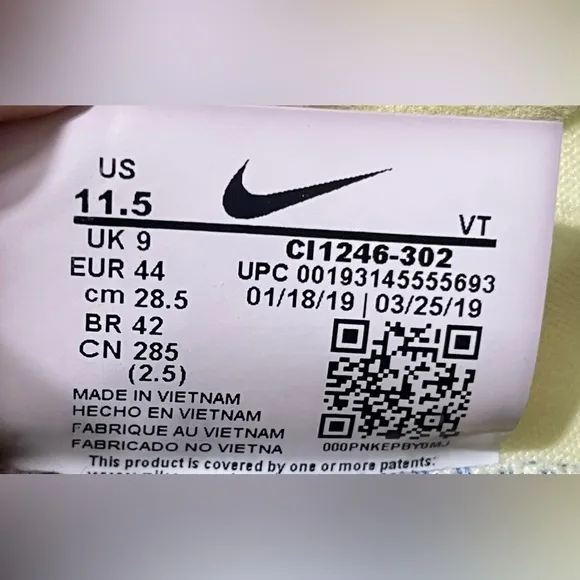 US
11.5
VT
UK 9
CI1246-302
EUR 44
UPC 00193145555693
cm 28.5
01/18/19 | 03/25/19
BR 42
CN 285
(2.5)
MADE IN VIETNAM
HECHO EN VIETNAM
FABRIQUE AU VIETNAM
FABRICADO NO VIETNA
000PNKEPBY0MJ
This product is covered by one or more patents: